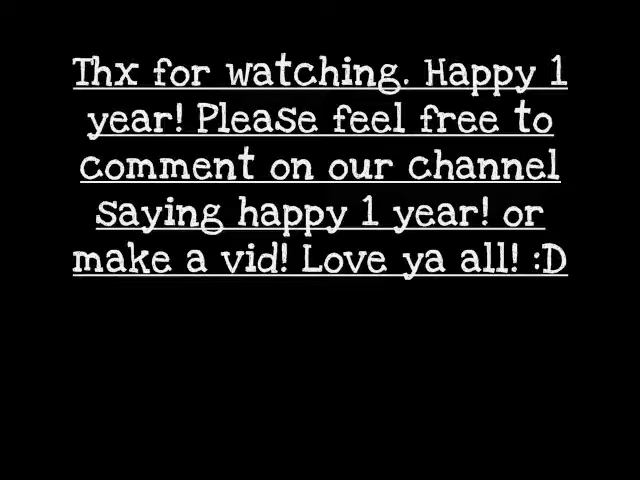 Thx for watching. Happy 1
year! Please feel free to
comment on our channel
saying happy 1 year! or
make a vid! Love ya all! :D